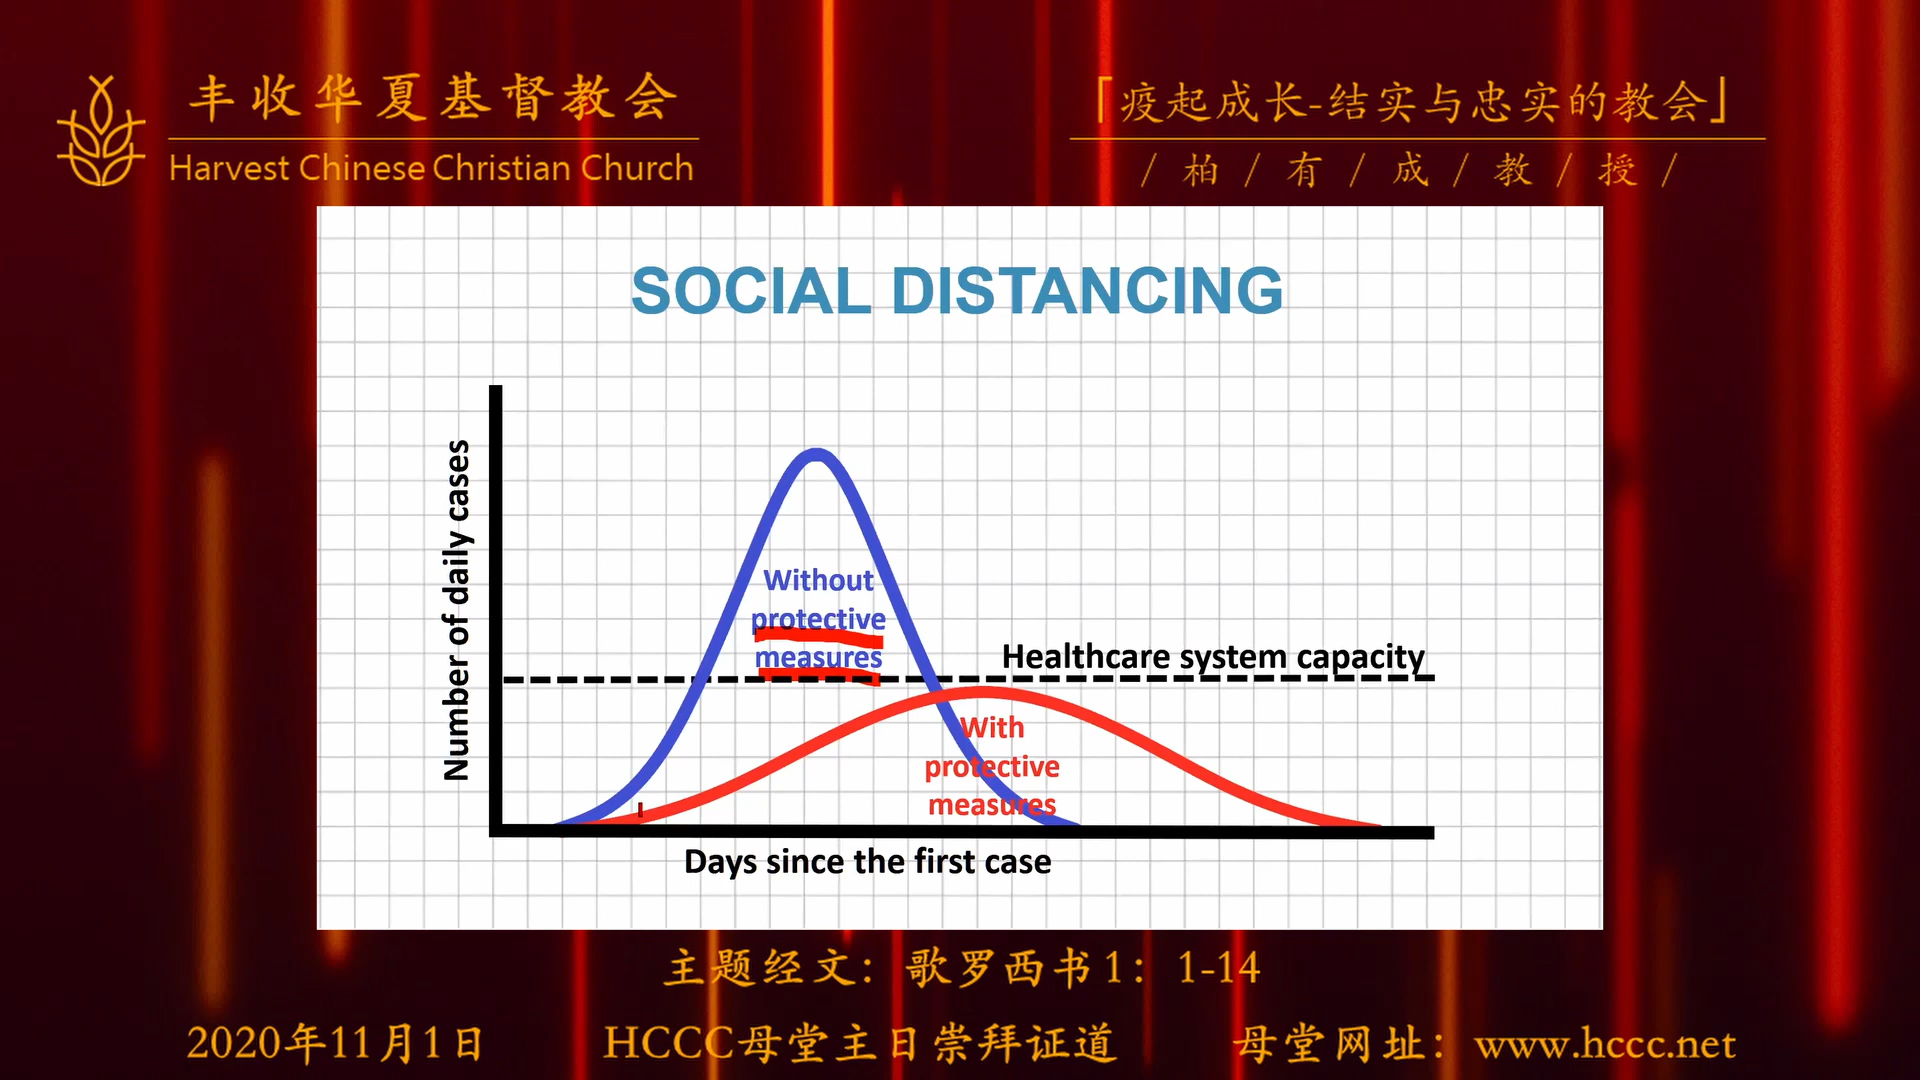 丰收华夏基督教会
Harvest Chinese Christian Church
「疫起成长-结实与忠实的教会」
/ 柏 / 有 / 成 / 教 / 授 /
SOCIAL DISTANCING
Number of daily cases
Without
protective
measures
Healthcare system capacity
With
protective
measures
Days since the first case
主题经文：歌罗西书1：1-14
2020年11月1日
HCCC母堂主日崇拜证道
母堂网址：www.hccc.net